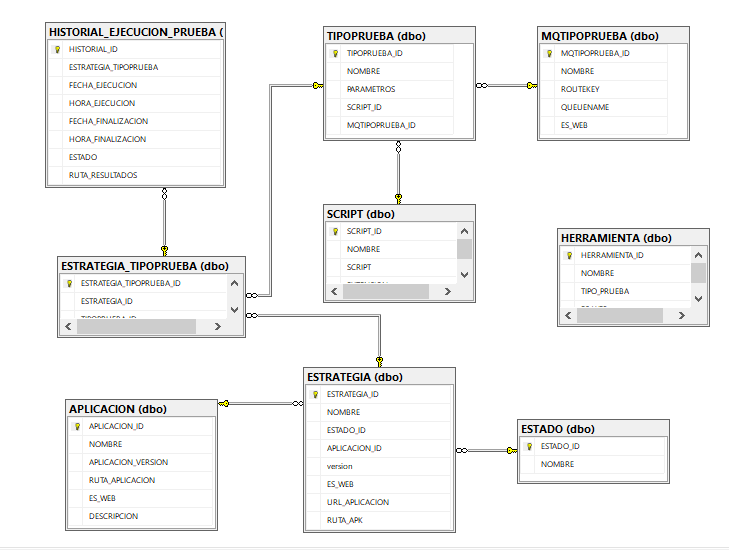 HISTORIAL_EJECUCION_PRUEBA (
HISTORIAL_ID
ESTRATEGIA_TIPOPRUEBA
FECHA_EJECUCION
HORA_EJECUCION
FECHA_FINALIZACION
HORA_FINALIZACION
ESTADO
RUTA_RESULTADOS
TIPOPRUEBA (dbo)
TIPOPRUEBA_ID
NOMBRE
PARAMETROS
SCRIPT_ID
MQTIPOPRUEBA_ID
MQTIPOPRUEBA (dbo)
MQTIPOPRUEBA_ID
NOMBRE
ROUTEKEY
QUEUENAME
ES_WEB
SCRIPT (dbo)
SCRIPT_ID
NOMBRE
SCRIPT
HERRAMIENTA (dbo)
HERRAMIENTA_ID
NOMBRE
TIPO_PRUEBA
ESTRATEGIA_TIPOPRUEBA (dbo)
ESTRATEGIA_TIPOPRUEBA_ID
ESTRATEGIA_ID
TIPOPRUEBA_ID
ESTRATEGIA (dbo)
ESTRATEGIA_ID
NOMBRE
ESTADO_ID
APLICACION_ID
version
ES_WEB
URL_APLICACION
RUTA_APK
APLICACION (dbo)
APLICACION_ID
NOMBRE
APLICACION_VERSION
RUTA_APLICACION
ES_WEB
DESCRIPCION
ESTADO (dbo)
ESTADO_ID
NOMBRE